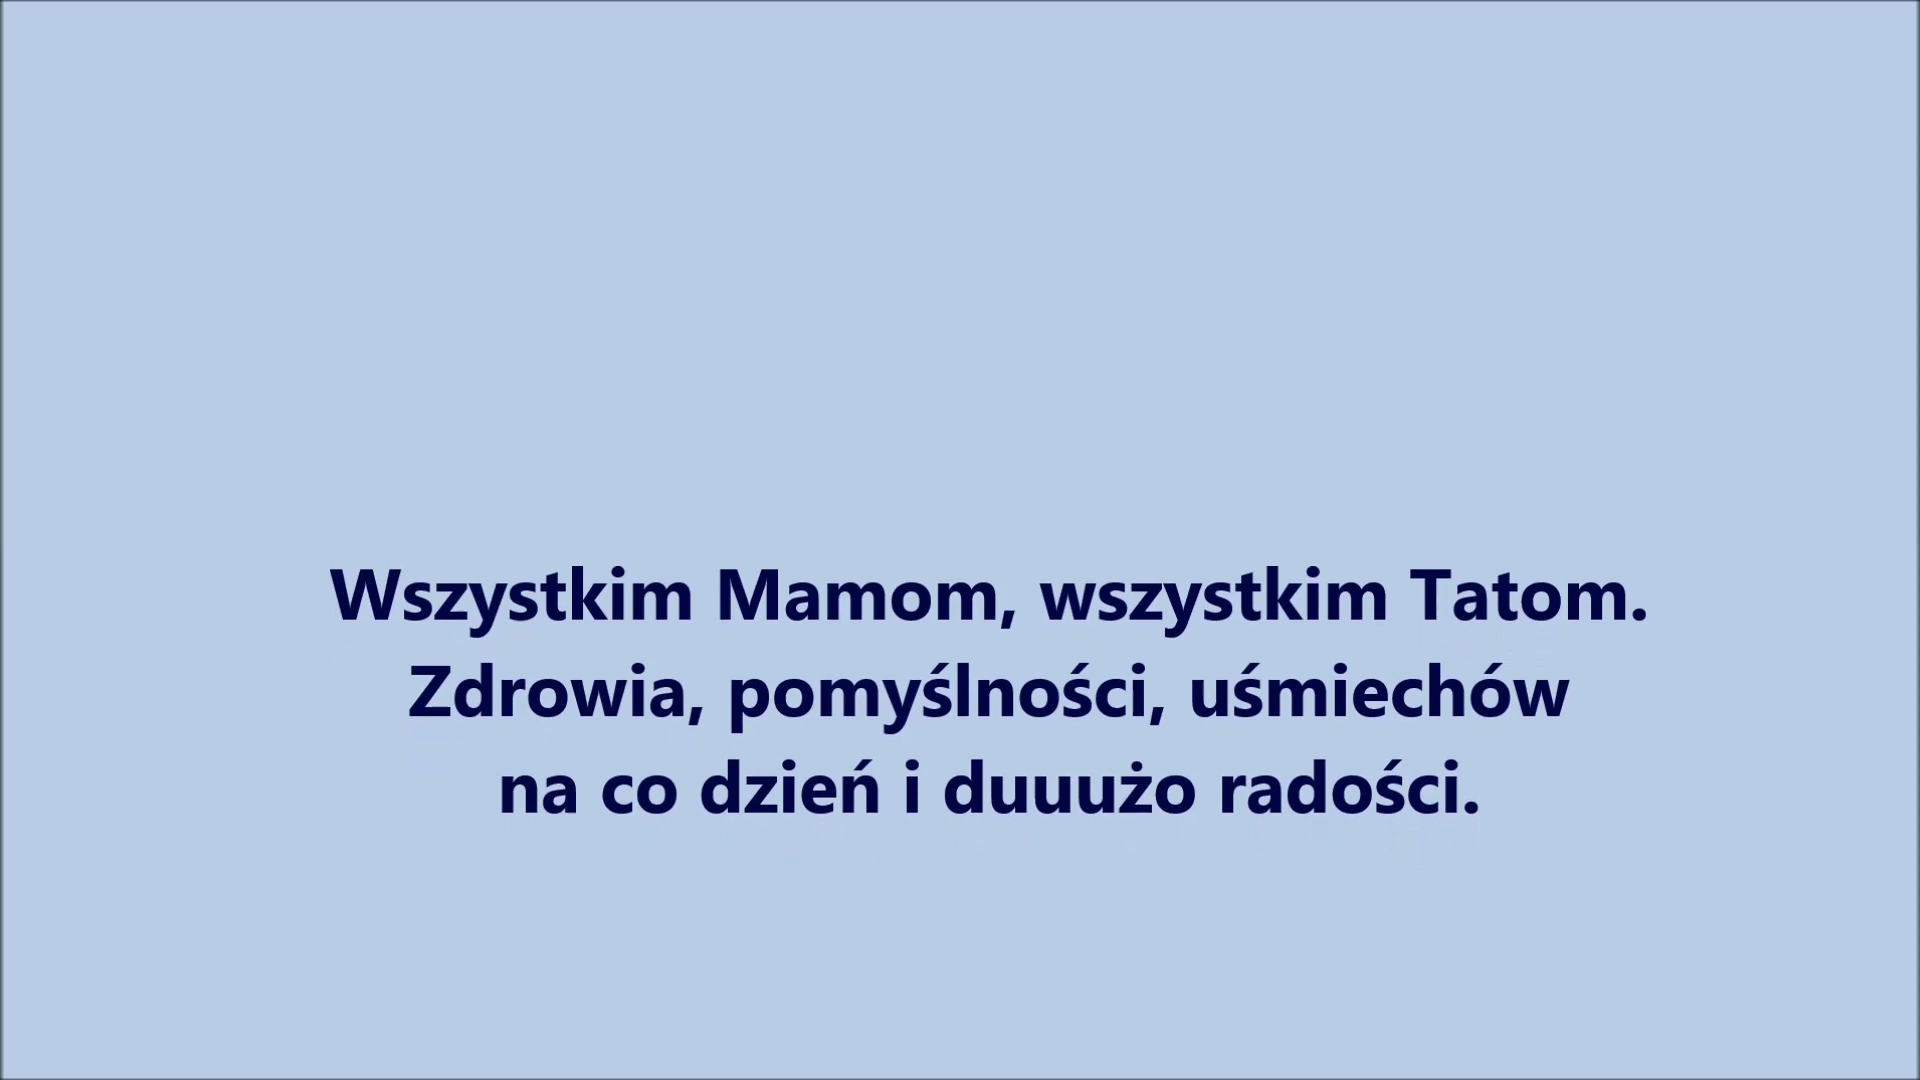 Wszystkim Mamom, wszystkim Tatom.
Zdrowia, pomyślności, uśmiechów
na co dzień i duuużo radości.